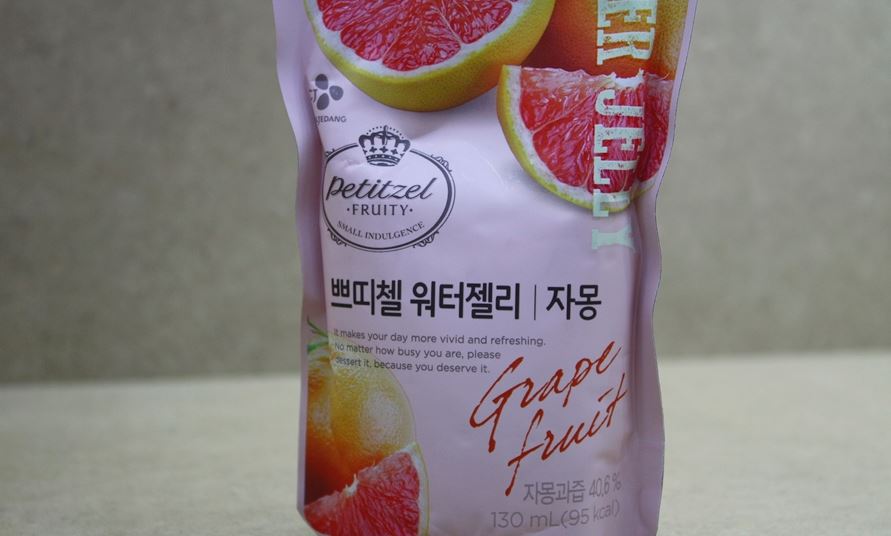 JELLY
Petitzel
·FRUITY·
SMALL INDULGENCE
쁘띠첼 워터젤리 | 자몽
It makes your day more vivid and refreshing.
No matter how busy you are, please
dessert it, because you deserve it.
Grape
fruit
자몽과즙 40.6 %
130 mL(95 kcal)